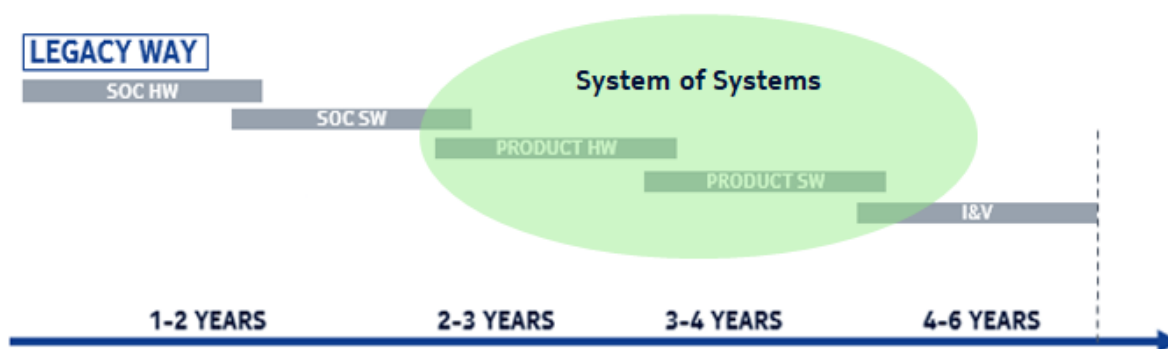 LEGACY WAY
SOC HW
System of Systems
SOC SW
PRODUCT HW
PRODUCT SW
I&V
1-2 YEARS 2-3 YEARS 3-4 YEARS 4-6 YEARS